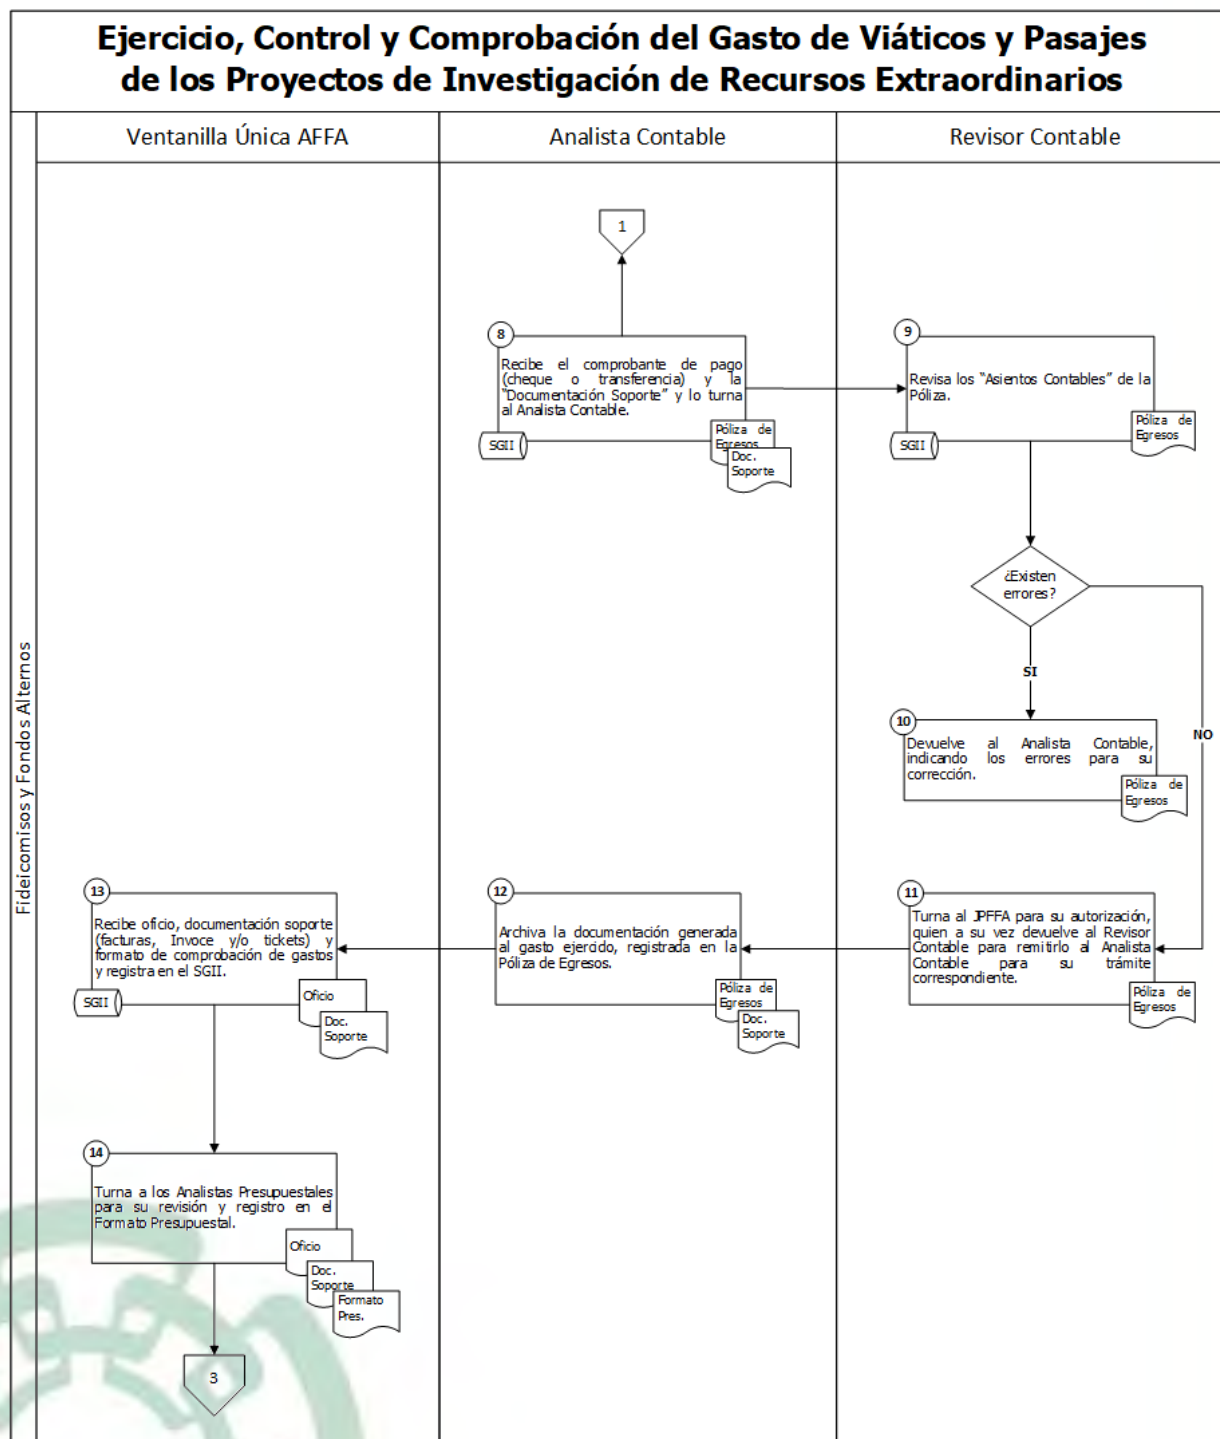 Ejercicio, Control y Comprobación del Gasto de Viáticos y Pasajes
de los Proyectos de Investigación de Recursos Extraordinarios
Fideicomisos y Fondos Alternos
Ventanilla Única AFFA
Analista Contable
Revisor Contable
1
8
Recibe el comprobante de pago
(cheque o transferencia) y la
"Documentación Soporte" y lo turna
al Analista Contable.
SGII
Póliza de
Egresos
Doc.
Soporte
9
Revisa los "Asientos Contables" de la
Póliza.
SGII
Póliza de
Egresos
¿Existen
errores?
SI
NO
10
Devuelve al Analista Contable,
indicando los errores para su
corrección.
Póliza de
Egresos
11
Turna al JPFFA para su autorización,
quien a su vez devuelve al Revisor
Contable para remitirlo al Analista
Contable para su trámite
correspondiente.
Póliza de
Egresos
12
Archiva la documentación generada
al gasto ejercido, registrada en la
Póliza de Egresos.
Póliza de
Egresos
Doc.
Soporte
13
Recibe oficio, documentación soporte
(facturas, Invoce y/o tickets) y
formato de comprobación de gastos
y registra en el SGII.
SGII
Oficio
Doc.
Soporte
14
Turna a los Analistas Presupuestales
para su revisión y registro en el
Formato Presupuestal.
Oficio
Doc.
Soporte
Formato
Pres.
3